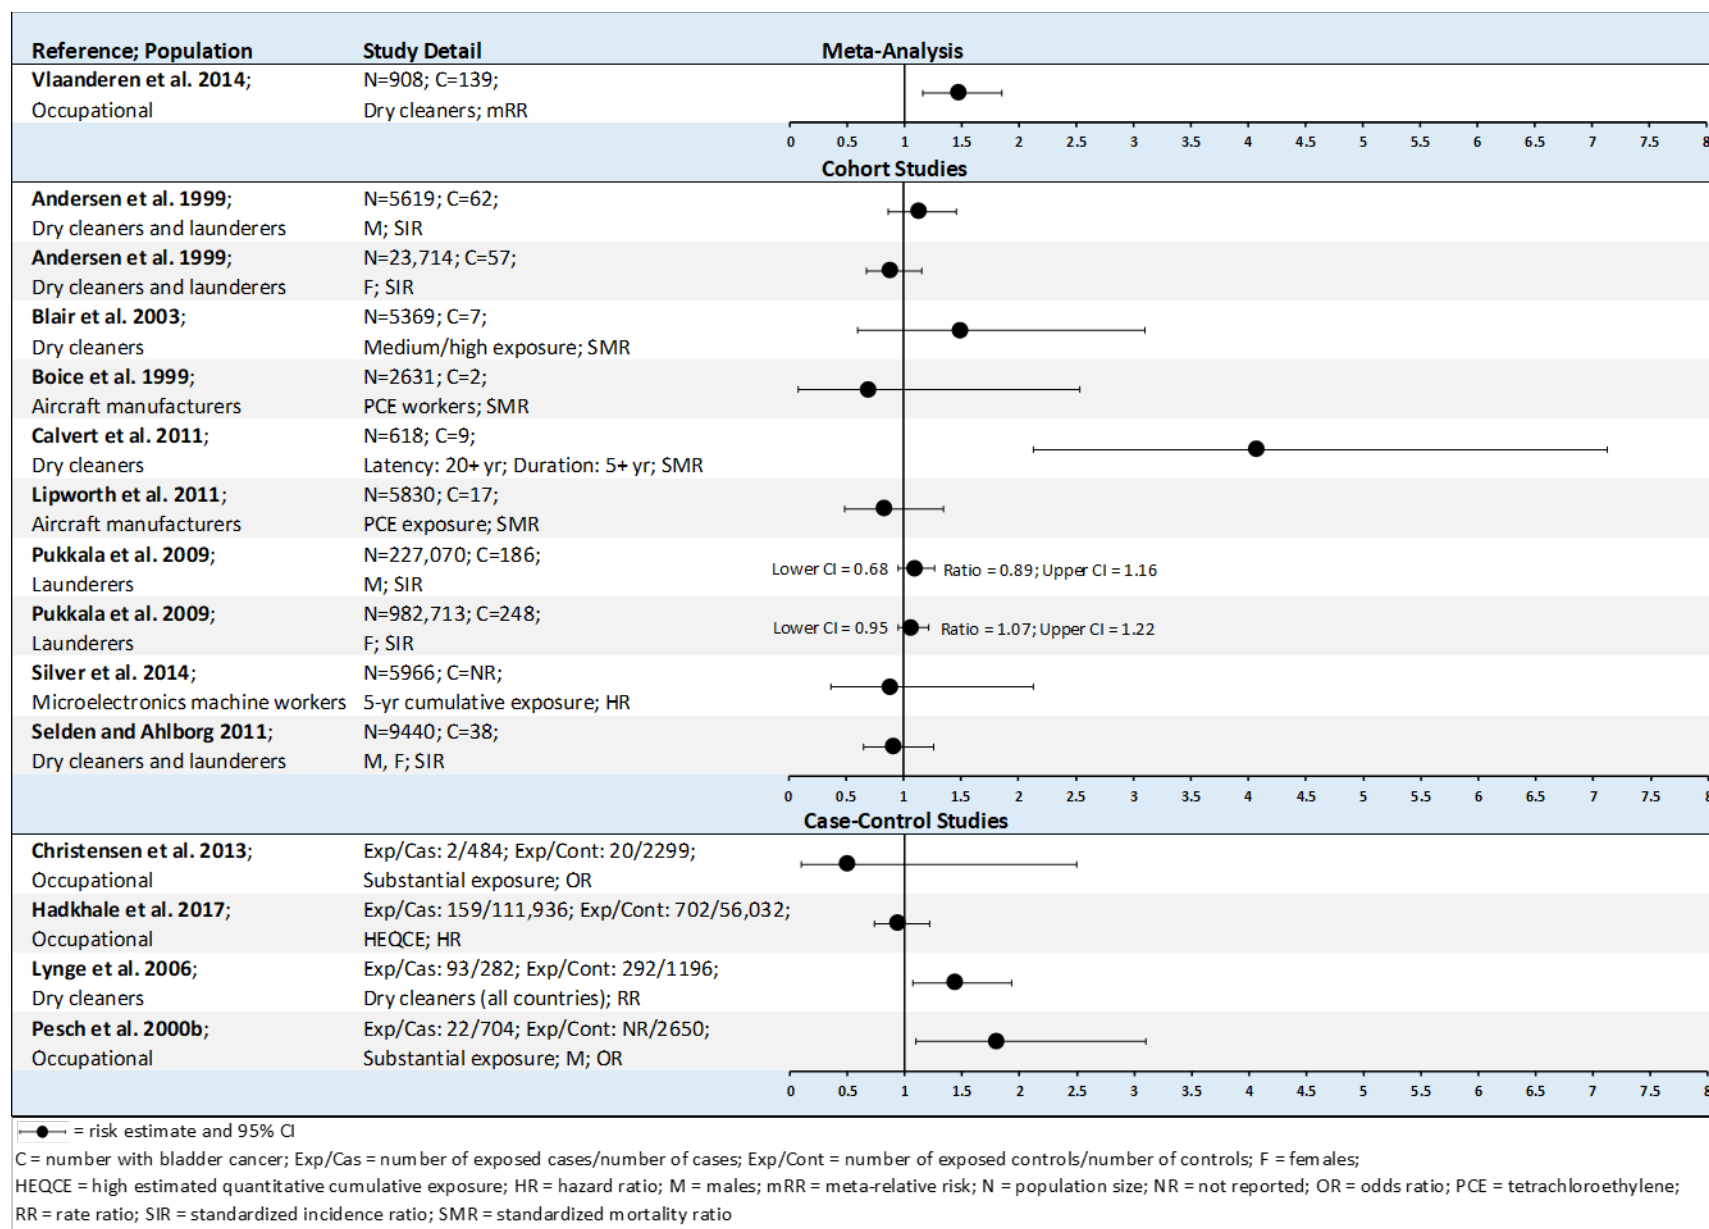 Reference; Population Study Detail Meta-Analysis
Vlaanderen et al. 2014; N=908; C=139;
Occupational Dry cleaners; mRR
0 0.5 1 1.5 2 2.5 3 3.5 4 4.5 5 5.5 6 6.5 7 7.5 8
Cohort Studies
Andersen et al. 1999; N=5619; C=62;
Dry cleaners and launderers M; SIR
Andersen et al. 1999; N=23,714; C=57;
Dry cleaners and launderers F; SIR
Blair et al. 2003; N=5369; C=7;
Dry cleaners Medium/high exposure; SMR
Boice et al. 1999; N=2631; C=2;
Aircraft manufacturers PCE workers; SMR
Calvert et al. 2011; N=618; C=9;
Dry cleaners Latency: 20+ yr; Duration: 5+ yr; SMR
Lipworth et al. 2011; N=5830; C=17;
Aircraft manufacturers PCE exposure; SMR
Pukkala et al. 2009; N=227,070; C=186;
Lower CI = 0.68 Ratio = 0.89; Upper CI = 1.16
Launderers M; SIR
Pukkala et al. 2009; N=982,713; C=248;
Lower CI = 0.95 Ratio = 1.07; Upper CI = 1.22
Launderers F; SIR
Silver et al. 2014; N=5966; C=NR;
Microelectronics machine workers 5-yr cumulative exposure; HR
Selden and Ahlborg 2011; N=9440; C=38;
Dry cleaners and launderers M, F; SIR
0 0.5 1 1.5 2 2.5 3 3.5 4 4.5 5 5.5 6 6.5 7 7.5 8
Case-Control Studies
Christensen et al. 2013; Exp/Cas: 2/484; Exp/Cont: 20/2299;
Occupational Substantial exposure; OR
Hadkhale et al. 2017; Exp/Cas: 159/111,936; Exp/Cont: 702/56,032;
Occupational HEQCE; HR
Lynge et al. 2006; Exp/Cas: 93/282; Exp/Cont: 292/1196;
Dry cleaners Dry cleaners (all countries); RR
Pesch et al. 2000b; Exp/Cas: 22/704; Exp/Cont: NR/2650;
Occupational Substantial exposure; M; OR
0 0.5 1 1.5 2 2.5 3 3.5 4 4.5 5 5.5 6 6.5 7 7.5 8
= risk estimate and 95% CI
C = number with bladder cancer; Exp/Cas = number of exposed cases/number of cases; Exp/Cont = number of exposed controls/number of controls; F = females;
HEQCE = high estimated quantitative cumulative exposure; HR = hazard ratio; M = males; mRR = meta-relative risk; N = population size; NR = not reported; OR = odds ratio; PCE = tetrachloroethylene;
RR = rate ratio; SIR = standardized incidence ratio; SMR = standardized mortality ratio